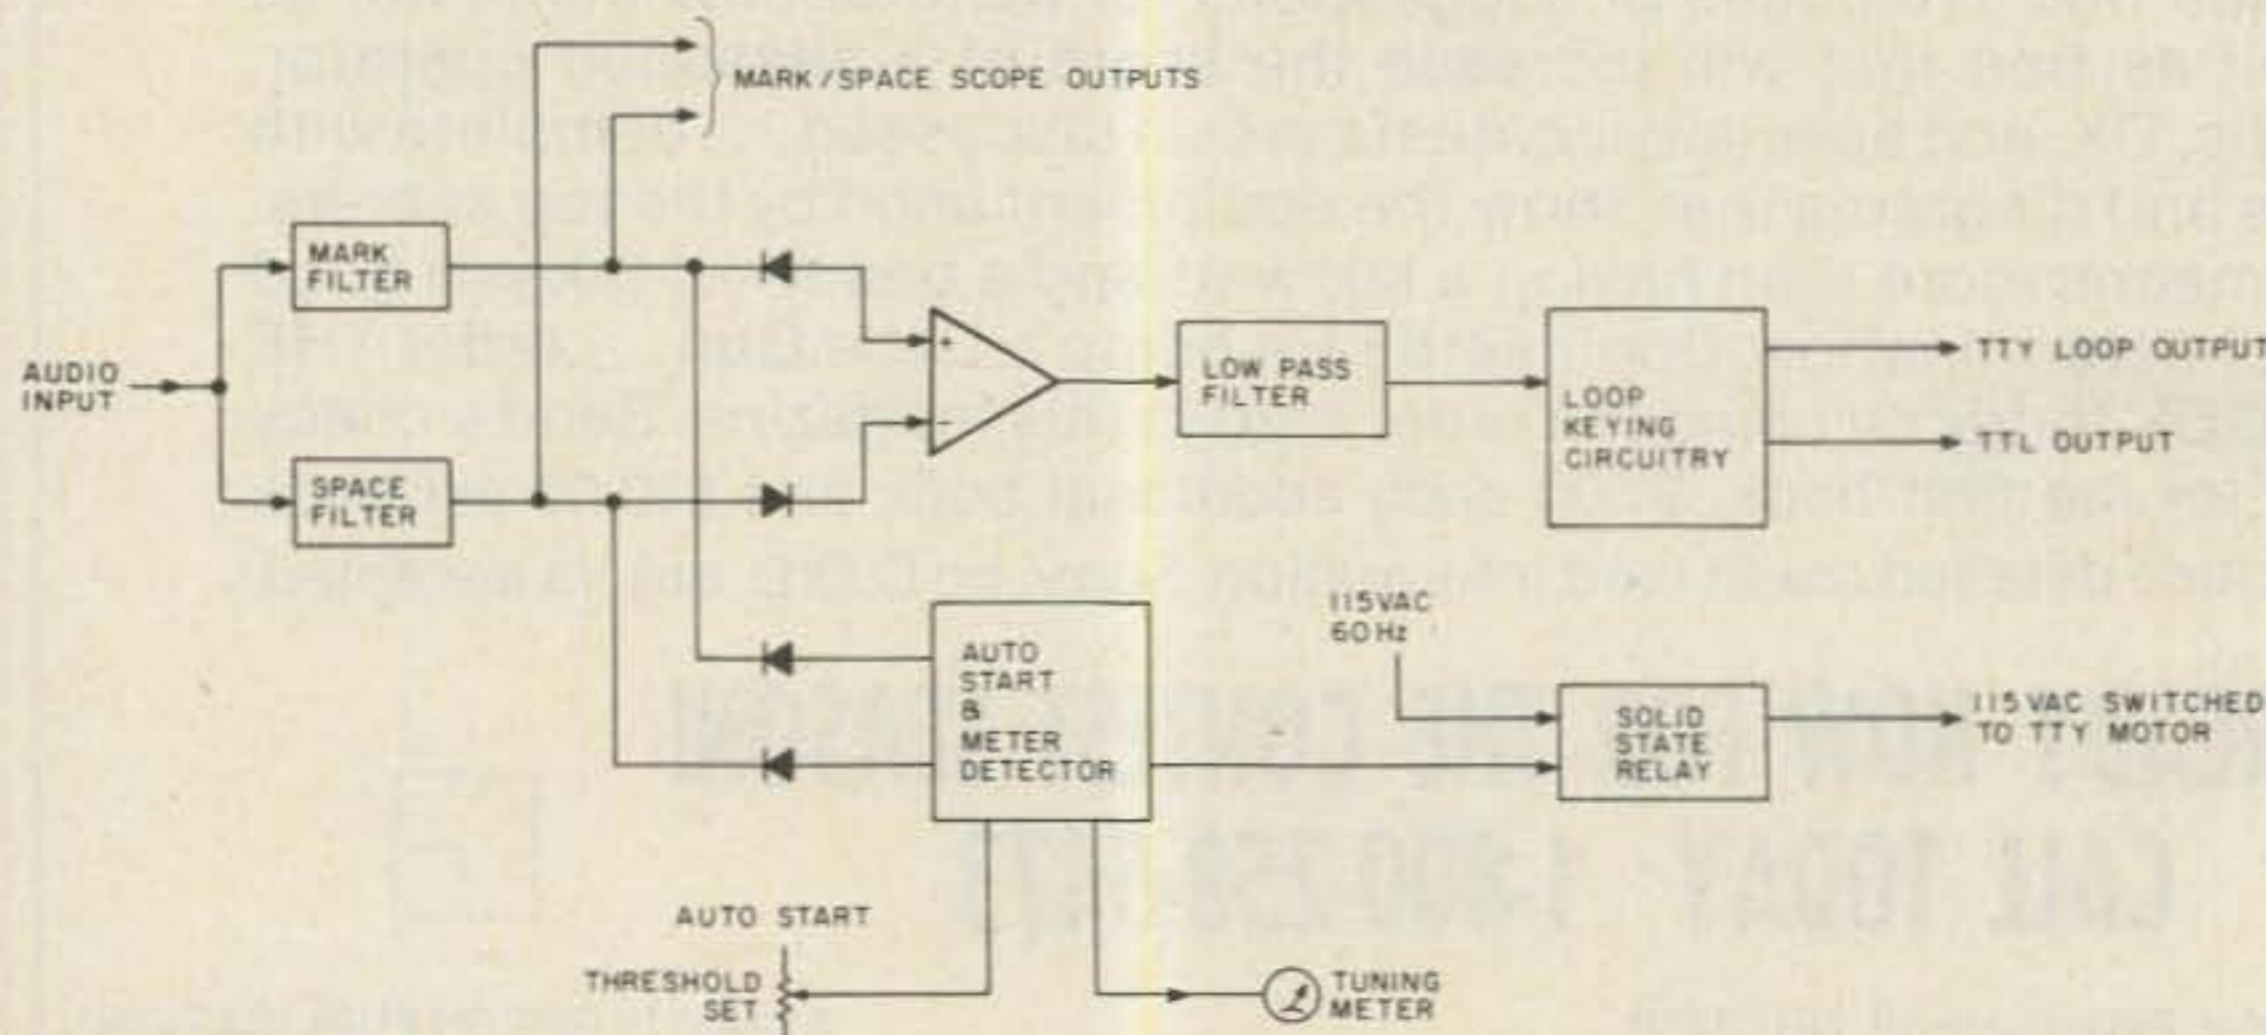 MARK/SPACE SCOPE OUTPUTS
MARK
FILTER
AUDIO
INPUT
SPACE
FILTER
+
-
LOW PASS
FILTER
LOOP
KEYING
CIRCUITRY
TTY LOOP OUTPUT
TTL OUTPUT
AUTO
START
&
METER
DETECTOR
115VAC
60Hz
SOLID
STATE
RELAY
115 VAC SWITCHED
TO TTY MOTOR
AUTO START
THRESHOLD
SET
TUNING
METER